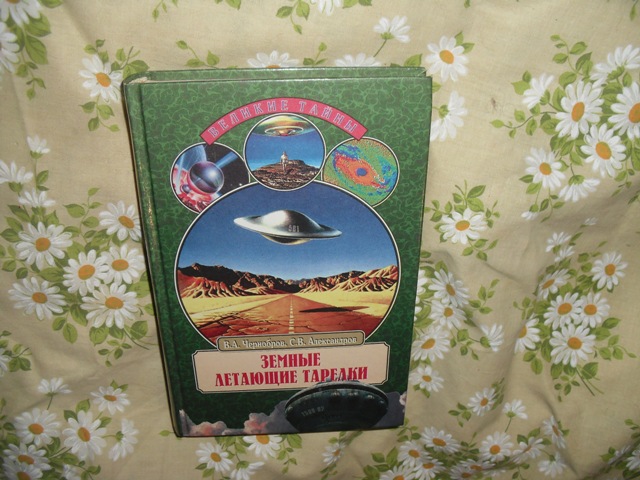 ВЕЛИКИЕ ТАЙНЫ
В.А. Чернобров, С.В. Александров
ЗЕМНЫЕ
ЛЕТАЮЩИЕ ТАРЕЛКИ